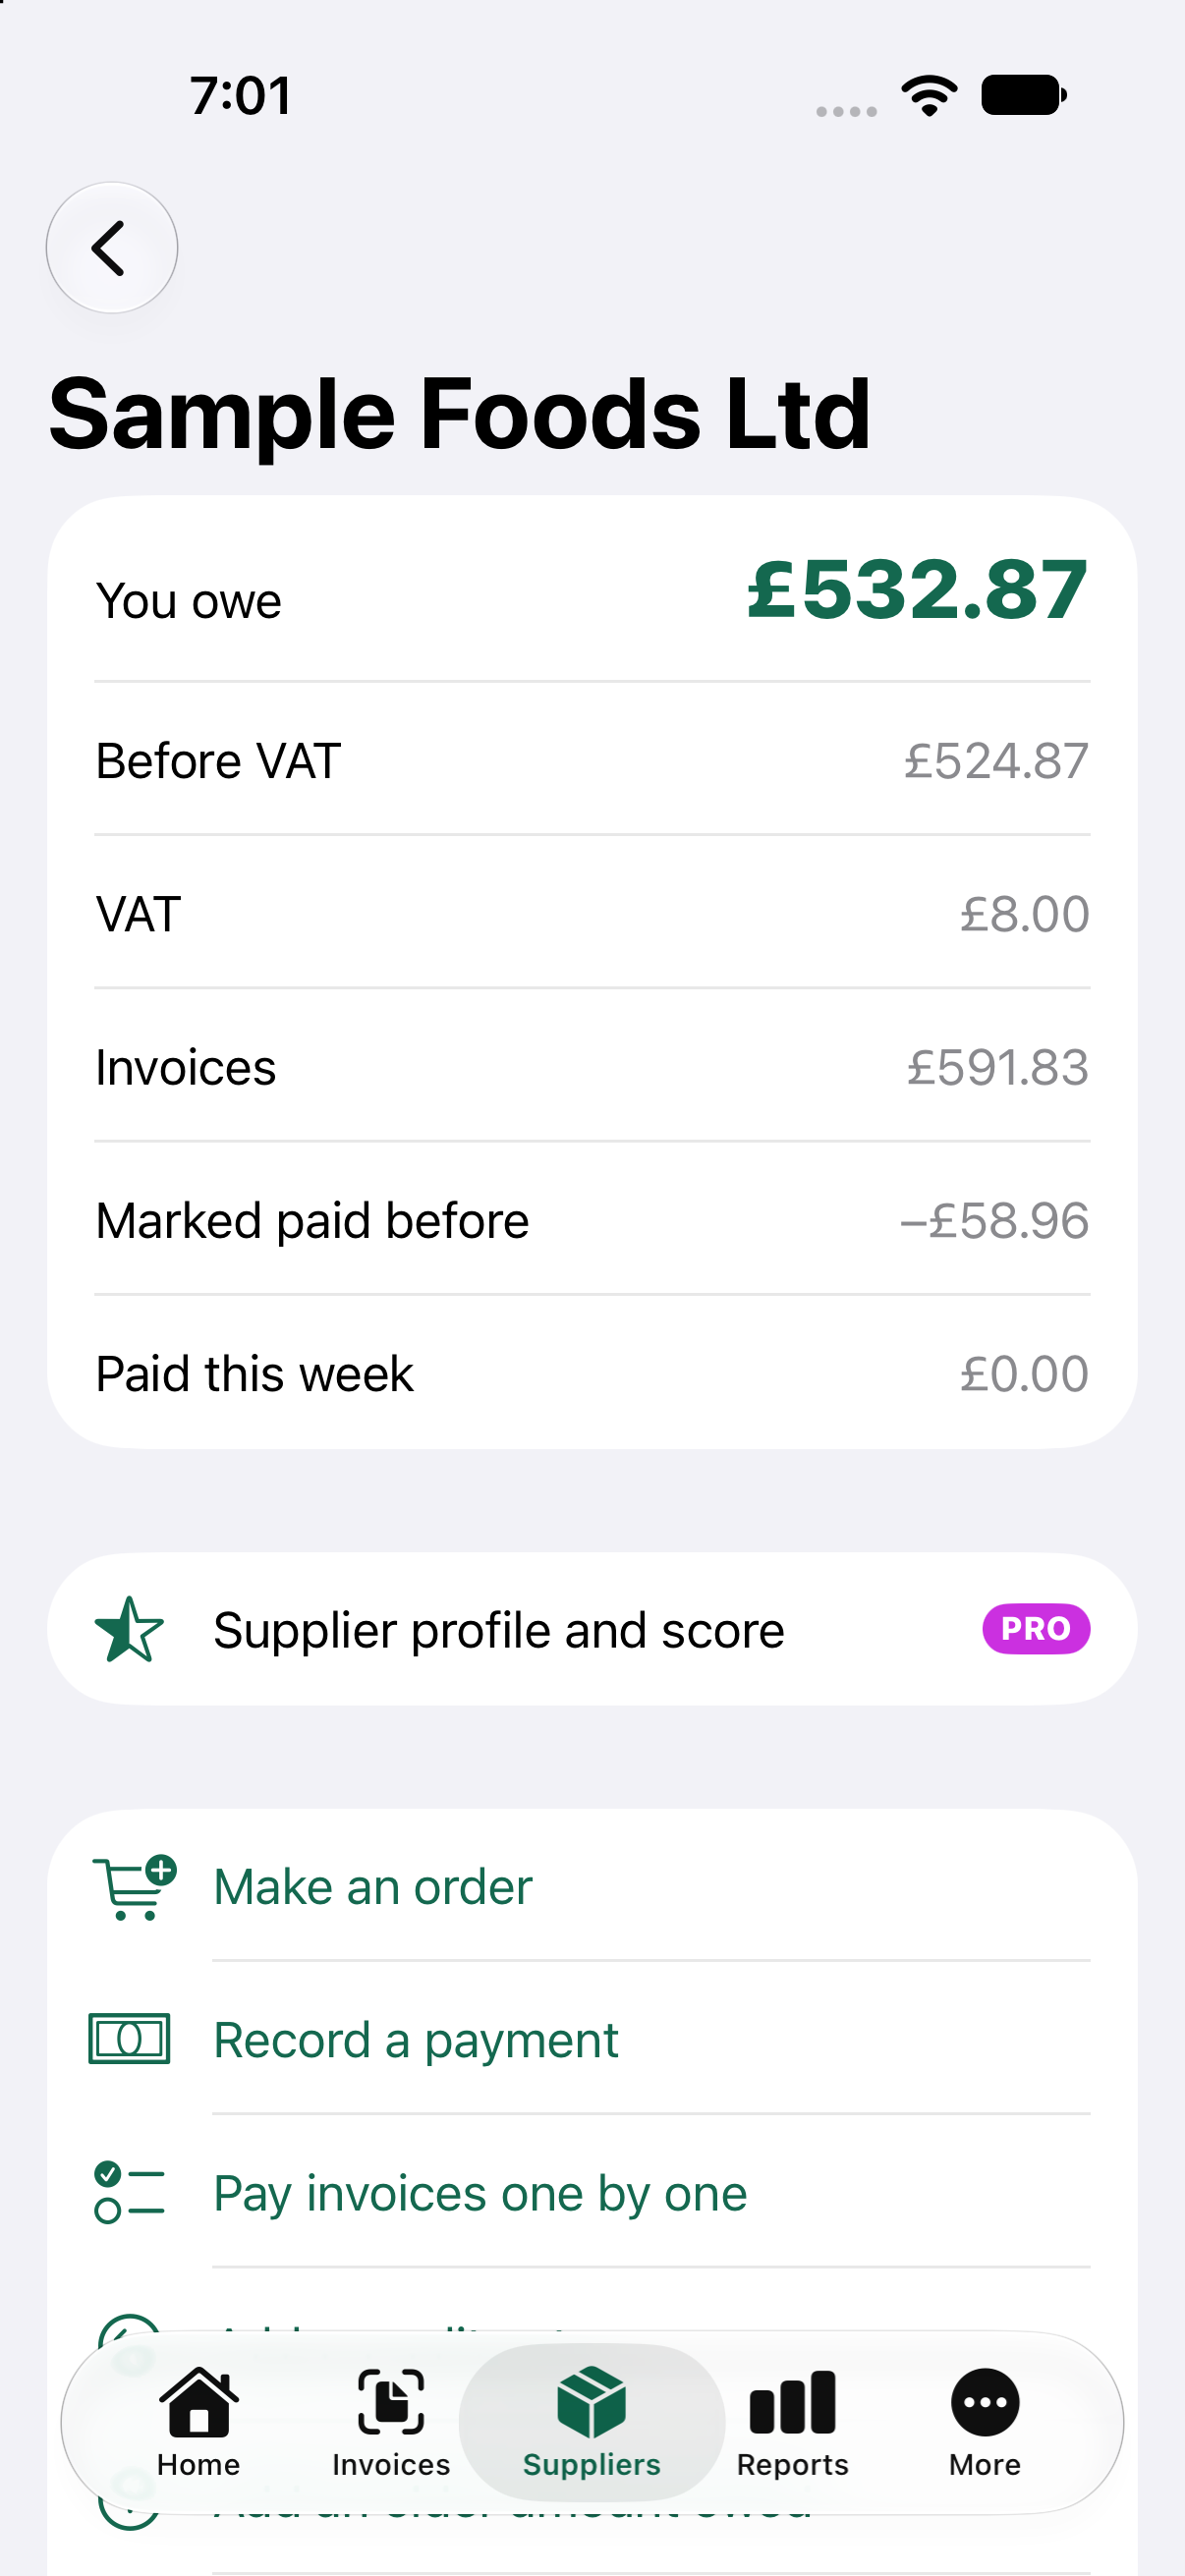 7:01
Sample Foods Ltd
You owe £532.87
Before VAT £524.87
VAT £8.00
Invoices £591.83
Marked paid before –£58.96
Paid this week £0.00
Supplier profile and score PRO
Make an order
Record a payment
Pay invoices one by one
Home Invoices Suppliers Reports More